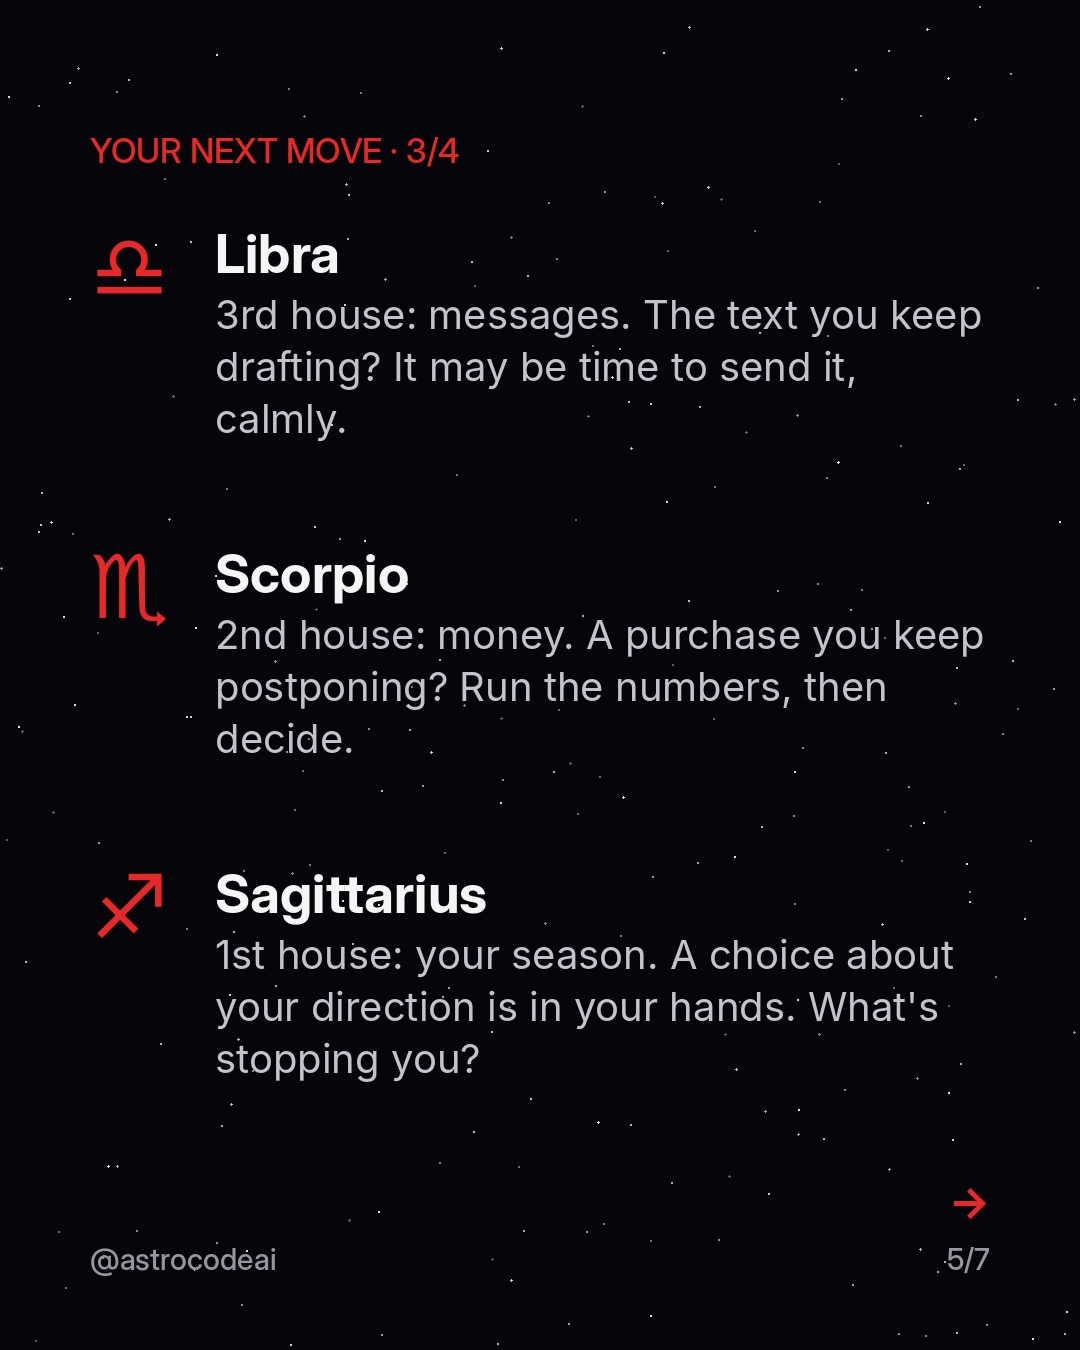 YOUR NEXT MOVE · 3/4
♎ Libra
3rd house: messages. The text you keep
drafting? It may be time to send it,
calmly.
♏ Scorpio
2nd house: money. A purchase you keep
postponing? Run the numbers, then
decide.
♐ Sagittarius
1st house: your season. A choice about
your direction is in your hands. What's
stopping you?
→
@astrocodeai
5/7